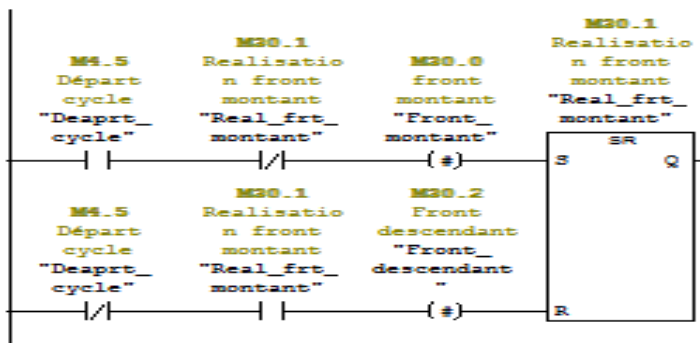 M30.1
Realisatio
n front
montant
"Real_frt_
montant"
M4.5
Départ
cycle
"Deaprt_
cycle"
M30.1
Realisatio
n front
montant
"Real_frt_
montant"
M30.0
front
montant
"Front_
montant"
(#)
SR
S
Q
M4.5
Départ
cycle
"Deaprt_
cycle"
M30.1
Realisatio
n front
montant
"Real_frt_
montant"
M30.2
Front
descendant
"Front_
descendant
"
(#)
R